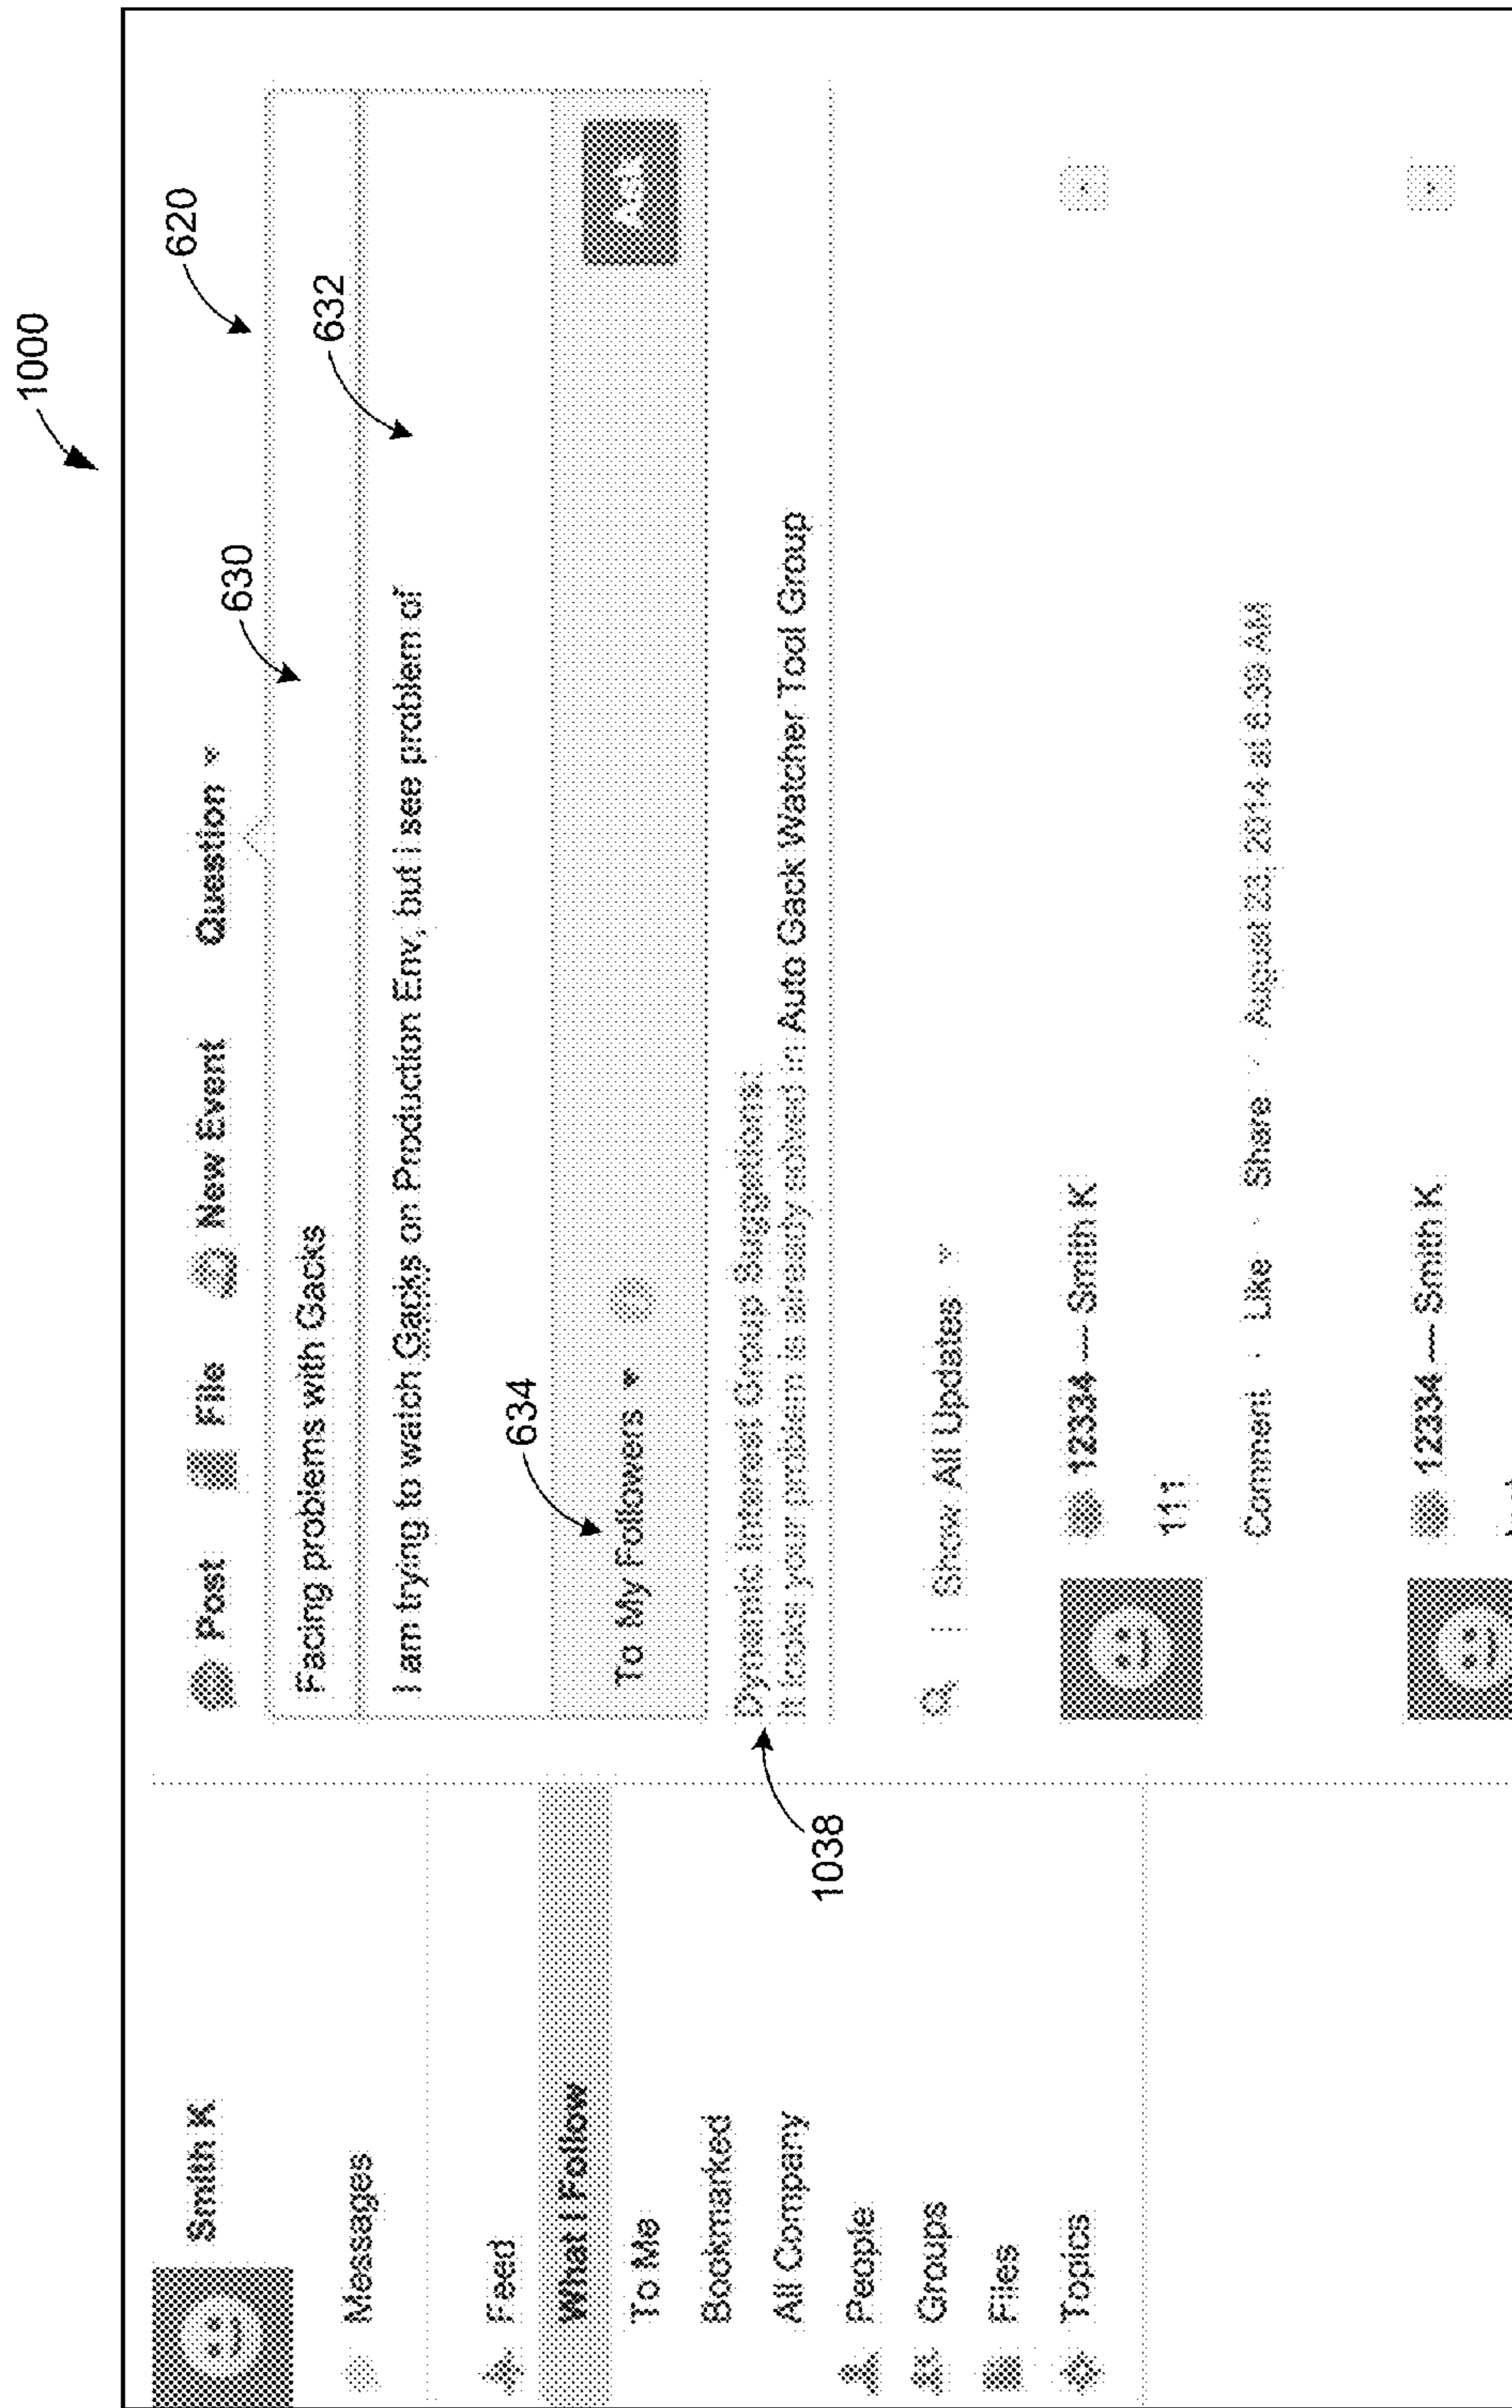 1000
620
630
632
634
1038
Smith K
Messages
Feed
What I Follow
To Me
Bookmarked
All Company
People
Groups
Files
Topics
Post File New Event Question
Facing problems with Gacks
I am trying to watch Gacks on Production Env, but i see problem of
To My Followers
Ask
Dynamic Interest Group Suggestions:
It looks your problem is already solved in Auto Gack Watcher Tool Group
Show All Updates
12334 — Smith K
111
Comment · Like · Share · August 23, 2014 at 8:39 AM
12234 — Smith K